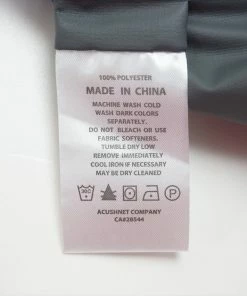 100% POLYESTER
MADE IN CHINA
MACHINE WASH COLD
WASH DARK COLORS
SEPARATELY.
DO NOT BLEACH OR USE
FABRIC SOFTENERS.
TUMBLE DRY LOW
REMOVE IMMEDIATELY
COOL IRON IF NECESSARY
MAY BE DRY CLEANED
ACUSHNET COMPANY
CA#26544